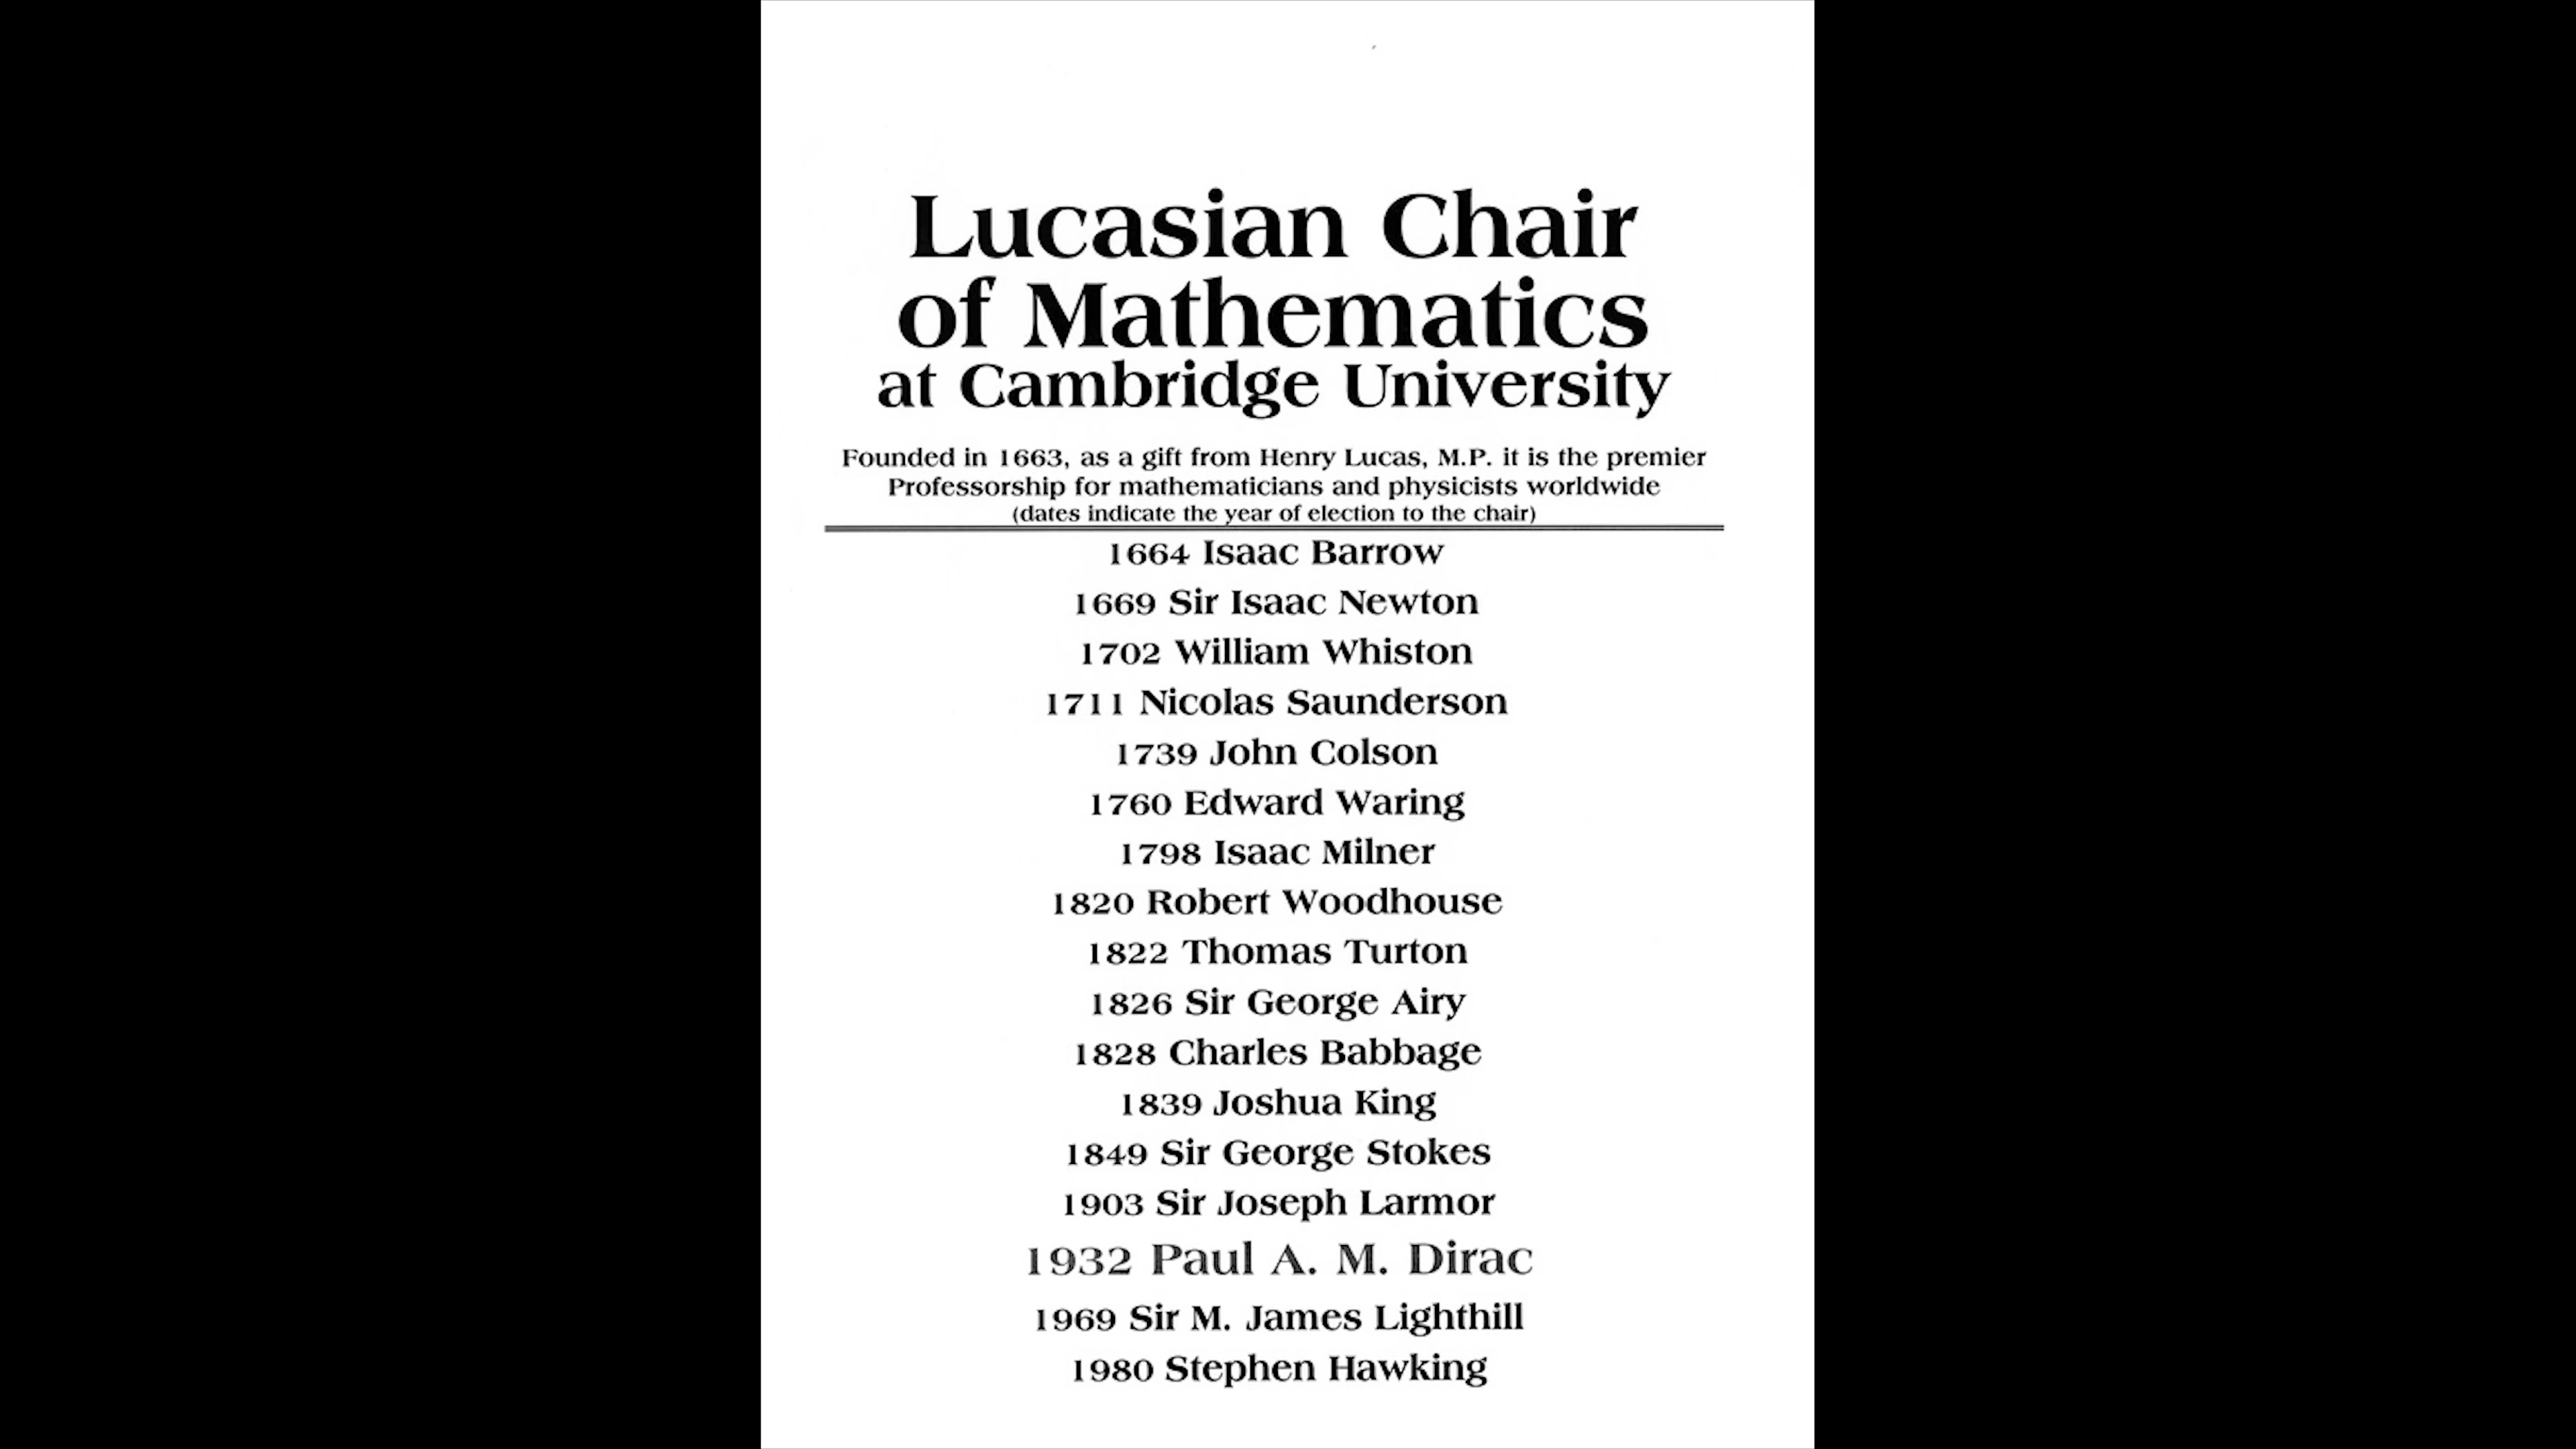 Lucasian Chair
of Mathematics
at Cambridge University
Founded in 1663, as a gift from Henry Lucas, M.P. it is the premier
Professorship for mathematicians and physicists worldwide
(dates indicate the year of election to the chair)
1664 Isaac Barrow
1669 Sir Isaac Newton
1702 William Whiston
1711 Nicolas Saunderson
1739 John Colson
1760 Edward Waring
1798 Isaac Milner
1820 Robert Woodhouse
1822 Thomas Turton
1826 Sir George Airy
1828 Charles Babbage
1839 Joshua King
1849 Sir George Stokes
1903 Sir Joseph Larmor
1932 Paul A. M. Dirac
1969 Sir M. James Lighthill
1980 Stephen Hawking